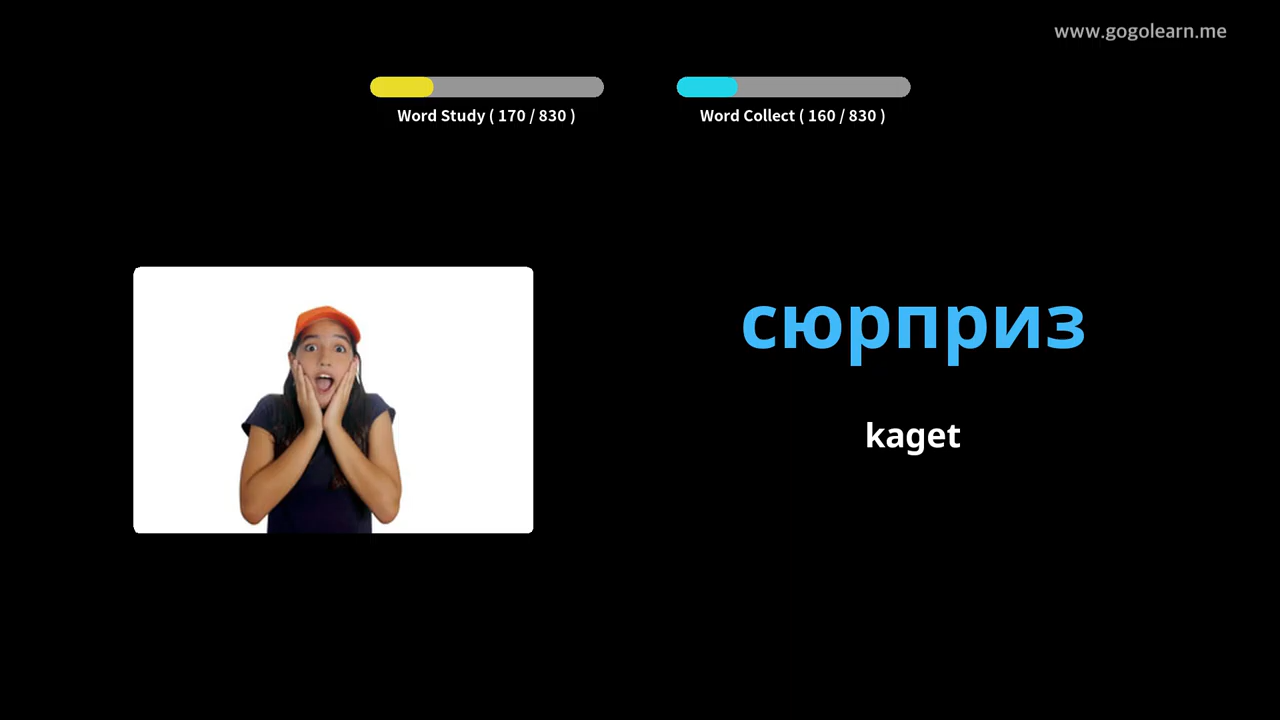 www.gogolearn.me
Word Study ( 170 / 830 )
Word Collect ( 160 / 830 )
сюрприз
kaget